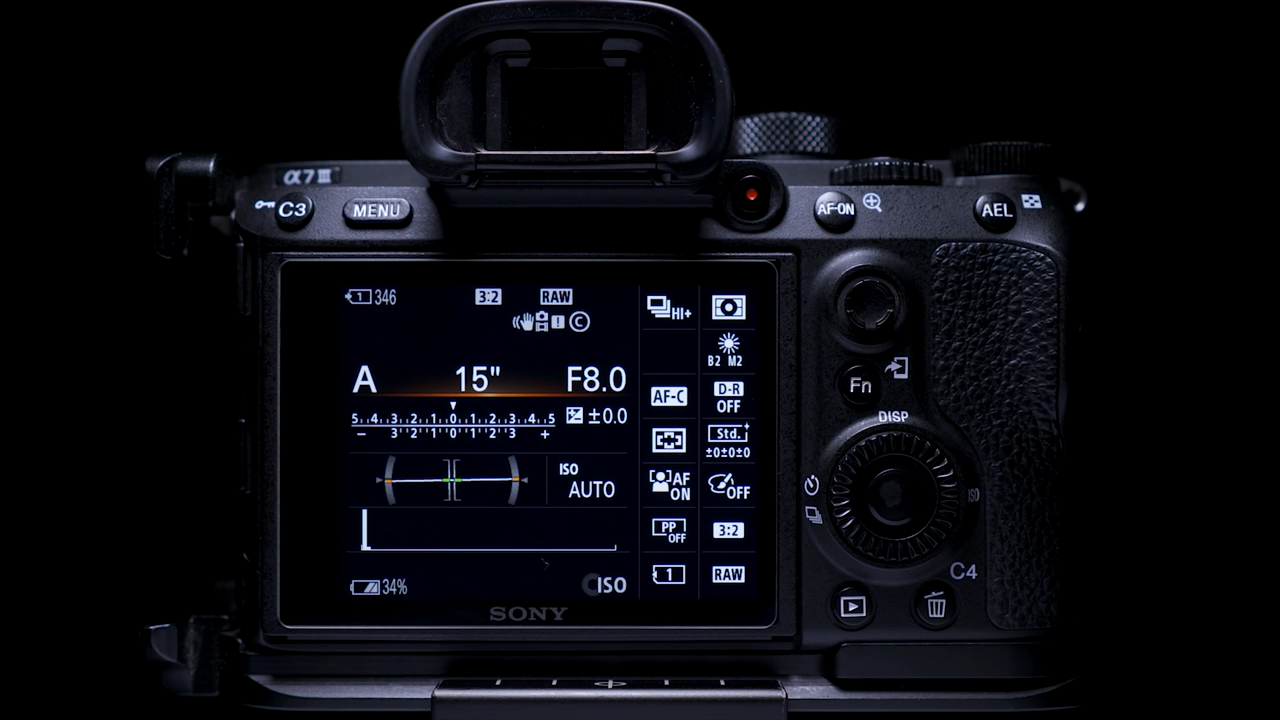 α7III
C3
MENU
AF-ON
AEL
1 346
3:2
RAW
C
HI+
B2 M2
A
15"
F8.0
AF-C
D-R
OFF
5 4 3 2 1 0 1 2 3 4 5
±0.0
− 3 2 1 0 1 2 3 +
Std.
±0±0±0
ISO
AUTO
AF
ON
OFF
PP
OFF
3:2
1
RAW
34%
ISO
SONY
Fn
DISP
ISO
C4